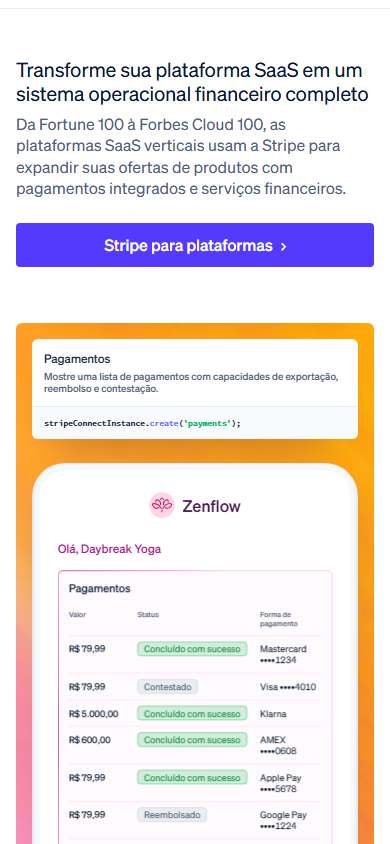 Transforme sua plataforma SaaS em um
sistema operacional financeiro completo
Da Fortune 100 à Forbes Cloud 100, as
plataformas SaaS verticais usam a Stripe para
expandir suas ofertas de produtos com
pagamentos integrados e serviços financeiros.
Stripe para plataformas ›
Pagamentos
Mostre uma lista de pagamentos com capacidades de exportação,
reembolso e contestação.
stripeConnectInstance.create('payments');
Zenflow
Olá, Daybreak Yoga
Pagamentos
Valor Status Forma de
pagamento
R$ 79,99 Concluído com sucesso Mastercard
••••1234
R$ 79,99 Contestado Visa ••••4010
R$ 5.000,00 Concluído com sucesso Klarna
R$ 600,00 Concluído com sucesso AMEX
••••0608
R$ 79,99 Concluído com sucesso Apple Pay
••••5678
R$ 79,99 Reembolsado Google Pay
••••1224